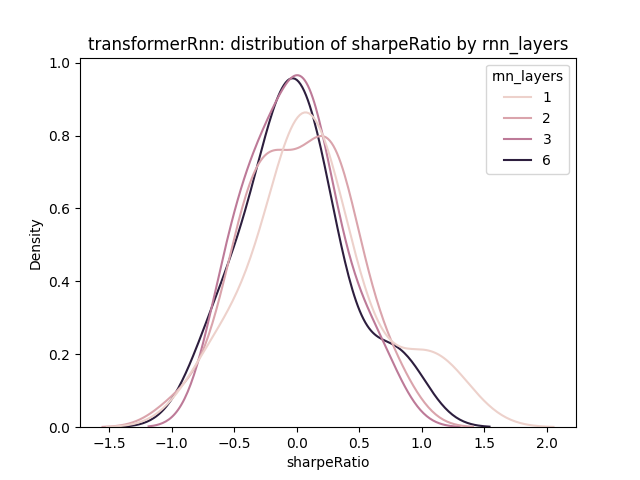 transformerRnn: distribution of sharpeRatio by rnn_layers
rnn_layers
1
2
3
6
Density
1.0
0.8
0.6
0.4
0.2
0.0
−1.5 −1.0 −0.5 0.0 0.5 1.0 1.5 2.0
sharpeRatio